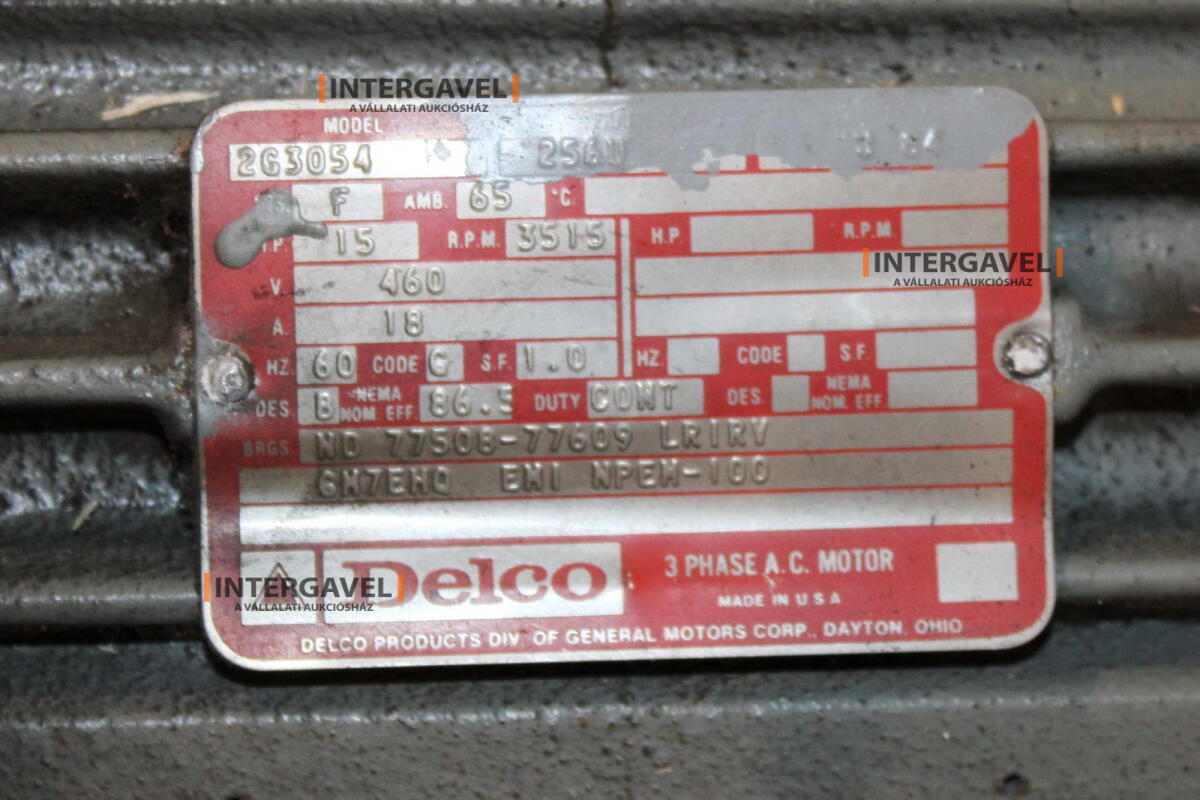 INTERGAVEL
A VÁLLALATI AUKCIÓSHÁZ
MODEL
2G3054 256U
F AMB. 65 °C.
15 R.P.M. 3515 H.P. R.P.M.
INTERGAVEL
A VÁLLALATI AUKCIÓSHÁZ
V. 460
A. 18
HZ 60 CODE G S.F. 1.0 HZ. CODE S.F.
DES. B NEMA NOM. EFF. 86.5 DUTY CONT DES. NEMA NOM. EFF.
BRGS ND 77508-77609 LRIRV
GM7EHQ EMI NPEM-100
INTERGAVEL
A VÁLLALATI AUKCIÓSHÁZ
Delco 3 PHASE A.C. MOTOR
MADE IN U S A
DELCO PRODUCTS DIV. OF GENERAL MOTORS CORP., DAYTON, OHIO